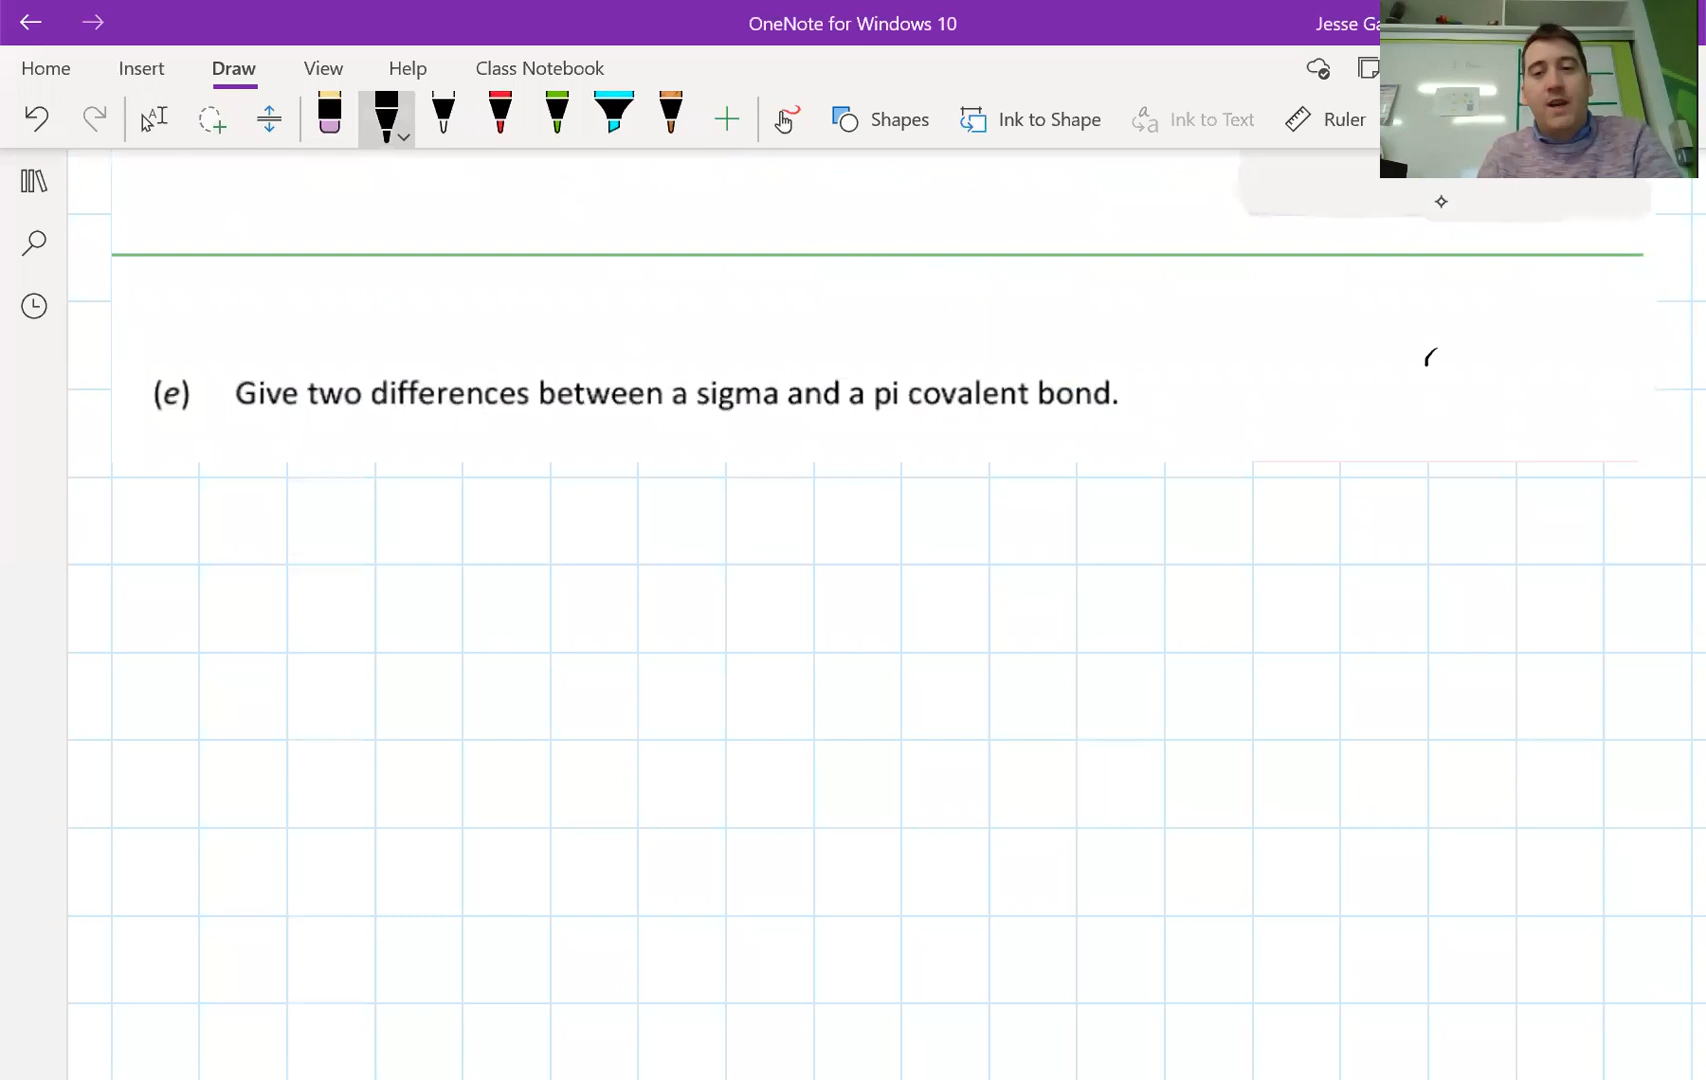 OneNote for Windows 10
Jesse Ga
Home Insert Draw View Help Class Notebook
Shapes Ink to Shape Ink to Text Ruler
(e) Give two differences between a sigma and a pi covalent bond.